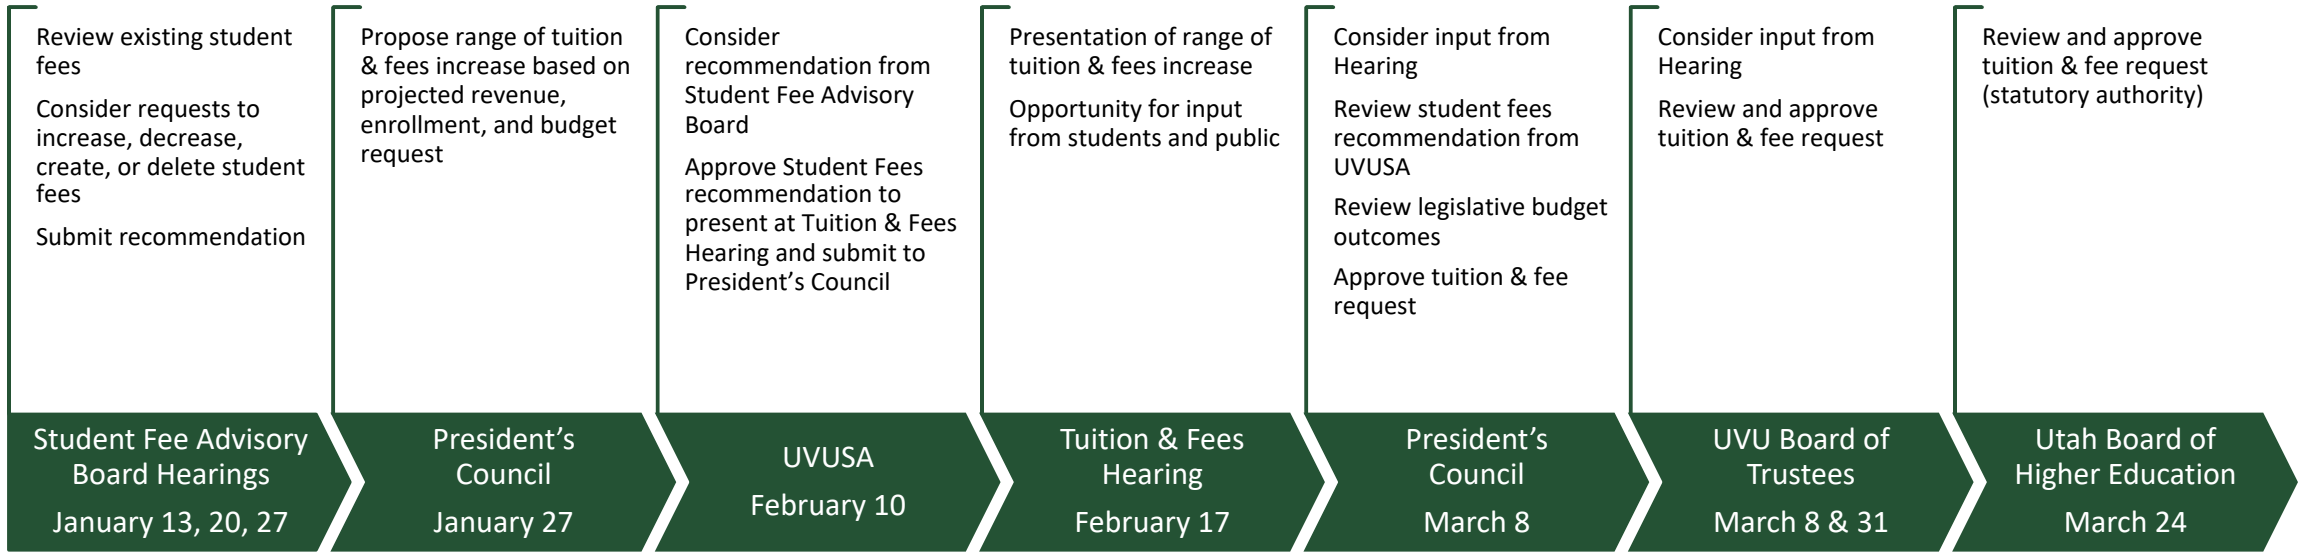 Review existing student
fees
Consider requests to
increase, decrease,
create, or delete student
fees
Submit recommendation
Student Fee Advisory
Board Hearings
January 13, 20, 27
Propose range of tuition
& fees increase based on
projected revenue,
enrollment, and budget
request
President’s
Council
January 27
Consider
recommendation from
Student Fee Advisory
Board
Approve Student Fees
recommendation to
present at Tuition & Fees
Hearing and submit to
President’s Council
UVUSA
February 10
Presentation of range of
tuition & fees increase
Opportunity for input
from students and public
Tuition & Fees
Hearing
February 17
Consider input from
Hearing
Review student fees
recommendation from
UVUSA
Review legislative budget
outcomes
Approve tuition & fee
request
President’s
Council
March 8
Consider input from
Hearing
Review and approve
tuition & fee request
UVU Board of
Trustees
March 8 & 31
Review and approve
tuition & fee request
(statutory authority)
Utah Board of
Higher Education
March 24